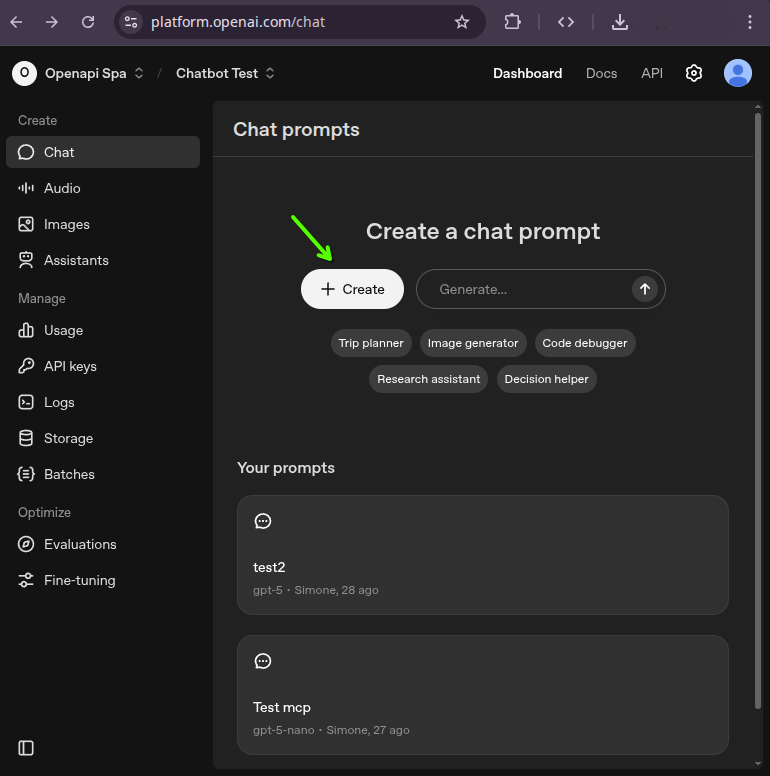 platform.openai.com/chat
O Openapi Spa / Chatbot Test Dashboard Docs API
Create
Chat
Audio
Images
Assistants
Manage
Usage
API keys
Logs
Storage
Batches
Optimize
Evaluations
Fine-tuning
Chat prompts
Create a chat prompt
Create Generate...
Trip planner Image generator Code debugger
Research assistant Decision helper
Your prompts
test2
gpt-5 · Simone, 28 ago
Test mcp
gpt-5-nano · Simone, 27 ago